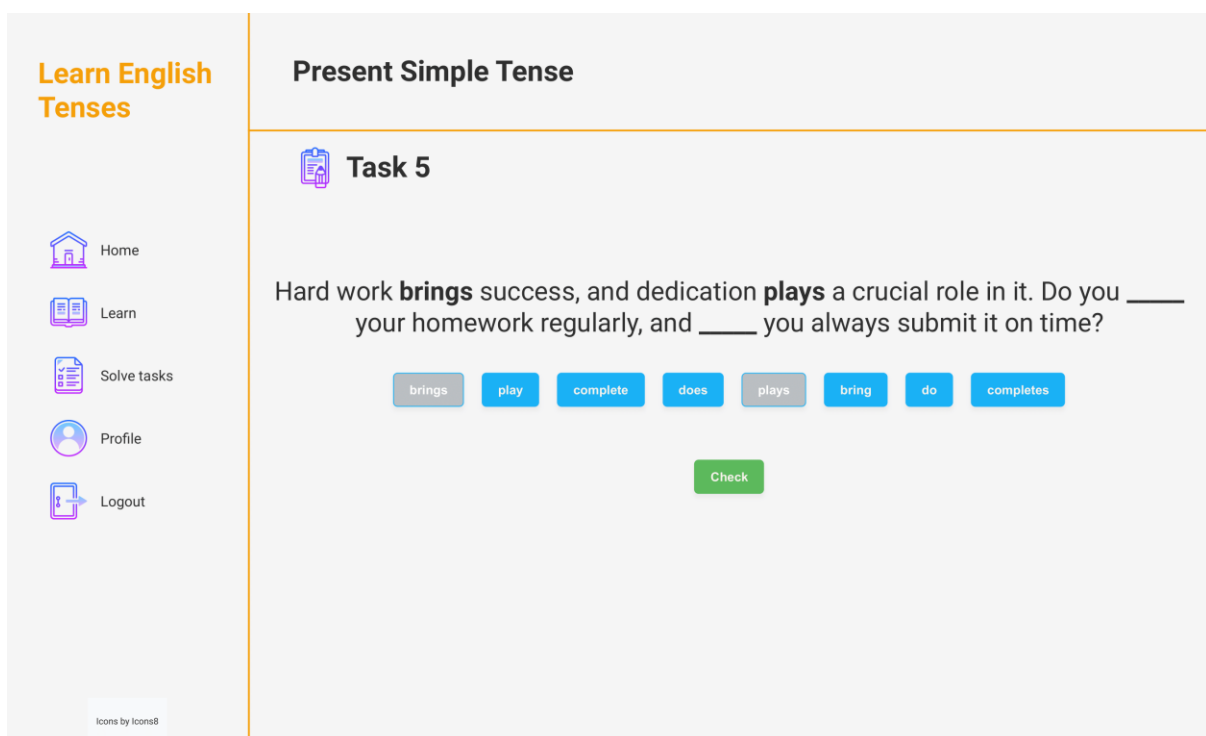 Learn English
Tenses
Present Simple Tense
Task 5
Home
Learn
Solve tasks
Profile
Logout
Hard work brings success, and dedication plays a crucial role in it. Do you _____
your homework regularly, and _____ you always submit it on time?
brings play complete does plays bring do completes
Check
Icons by Icons8